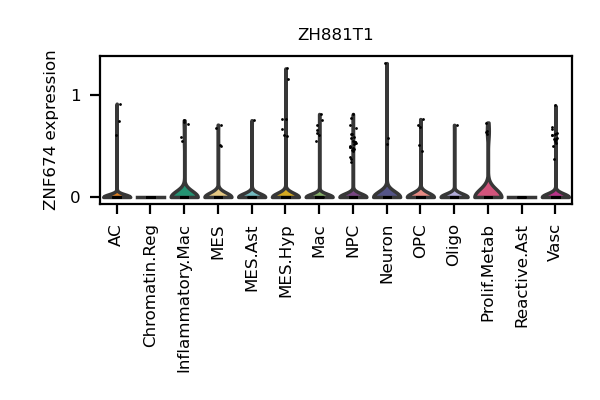 ZH881T1
ZNF674 expression
1
0
AC
Chromatin.Reg
Inflammatory.Mac
MES
MES.Ast
MES.Hyp
Mac
NPC
Neuron
OPC
Oligo
Prolif.Metab
Reactive.Ast
Vasc